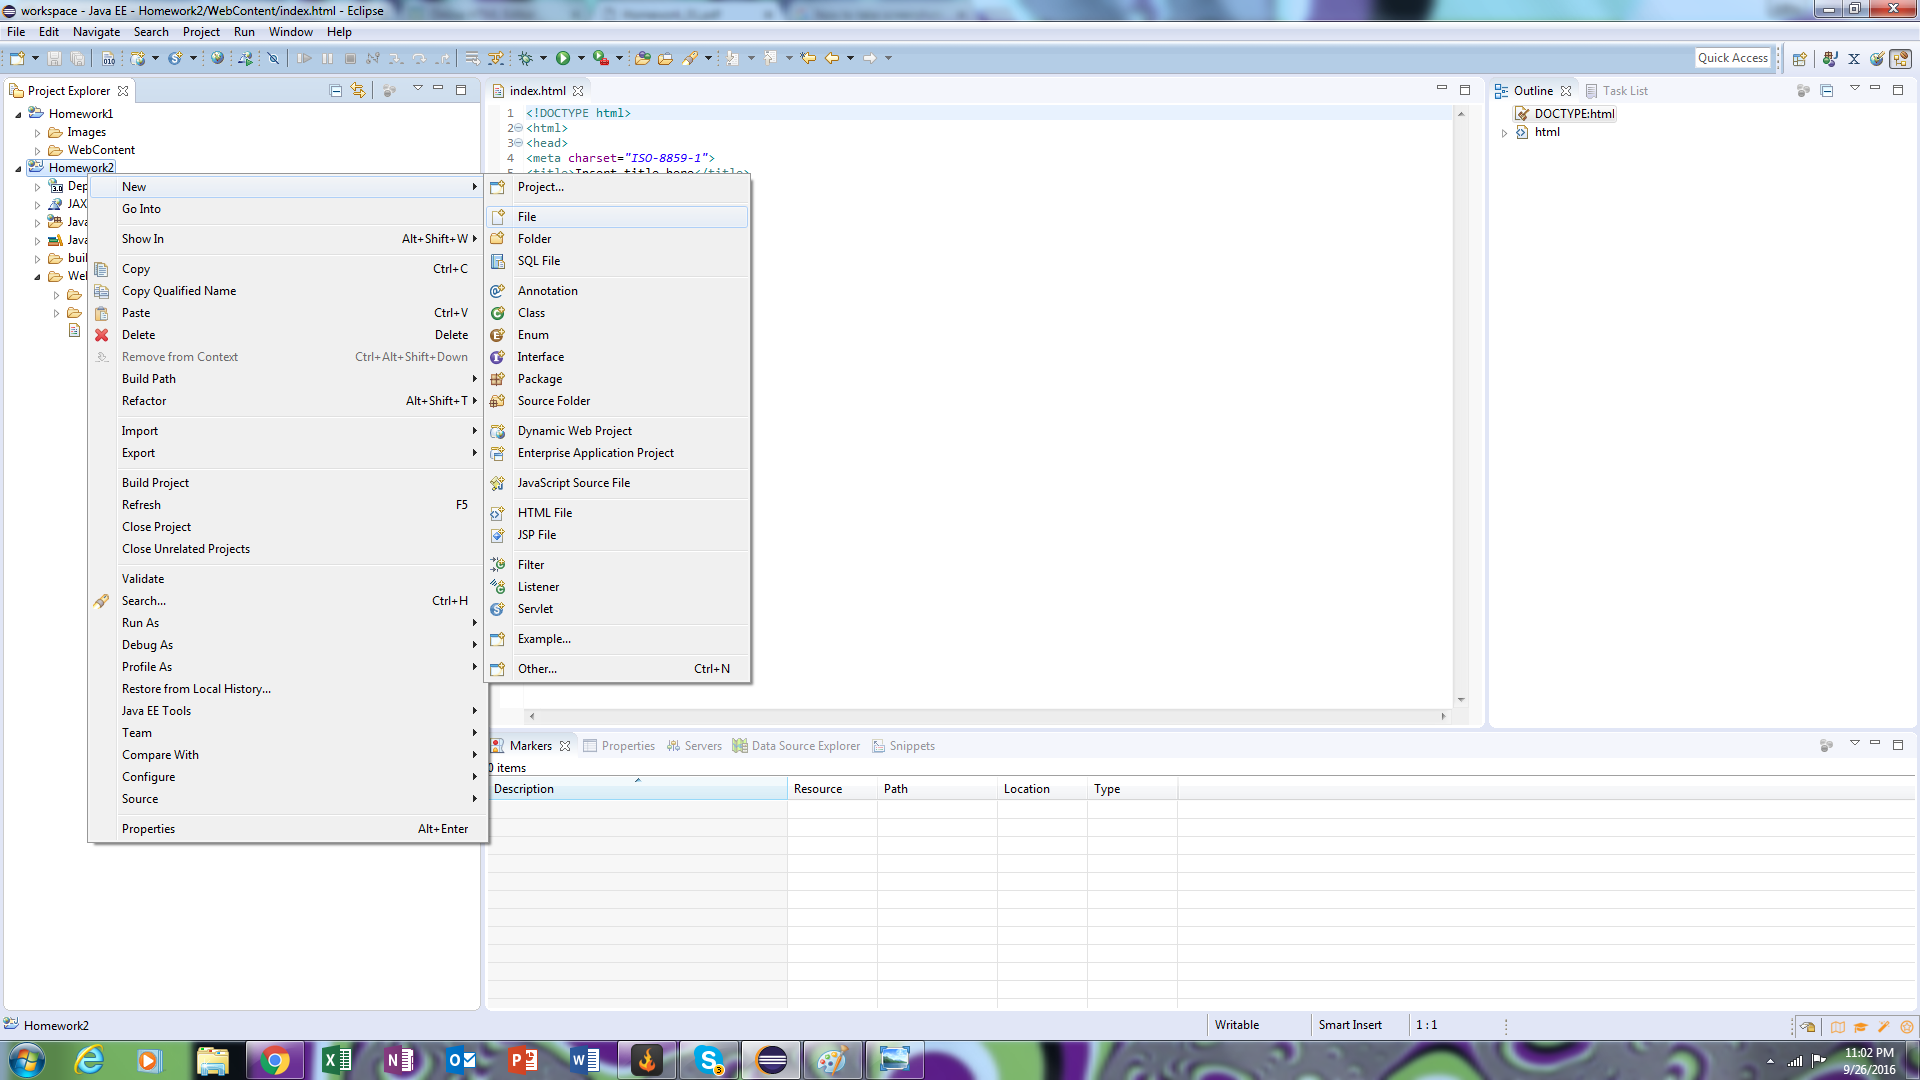 workspace - Java EE - Homework2/WebContent/index.html - Eclipse
File Edit Navigate Search Project Run Window Help
Quick Access
Project Explorer
Homework1
Images
WebContent
Homework2
Dep
JAX
Java
Java
buil
Wel
New
Go Into
Show In Alt+Shift+W
Copy Ctrl+C
Copy Qualified Name
Paste Ctrl+V
Delete Delete
Remove from Context Ctrl+Alt+Shift+Down
Build Path
Refactor Alt+Shift+T
Import
Export
Build Project
Refresh F5
Close Project
Close Unrelated Projects
Validate
Search... Ctrl+H
Run As
Debug As
Profile As
Restore from Local History...
Java EE Tools
Team
Compare With
Configure
Source
Properties Alt+Enter
Project...
File
Folder
SQL File
Annotation
Class
Enum
Interface
Package
Source Folder
Dynamic Web Project
Enterprise Application Project
JavaScript Source File
HTML File
JSP File
Filter
Listener
Servlet
Example...
Other... Ctrl+N
index.html
1 <!DOCTYPE html>
2 <html>
3 <head>
4 <meta charset="ISO-8859-1">
<title>Insert title here</title>
Outline Task List
DOCTYPE:html
html
Markers Properties Servers Data Source Explorer Snippets
0 items
Description Resource Path Location Type
Homework2 Writable Smart Insert 1 : 1
11:02 PM
9/26/2016